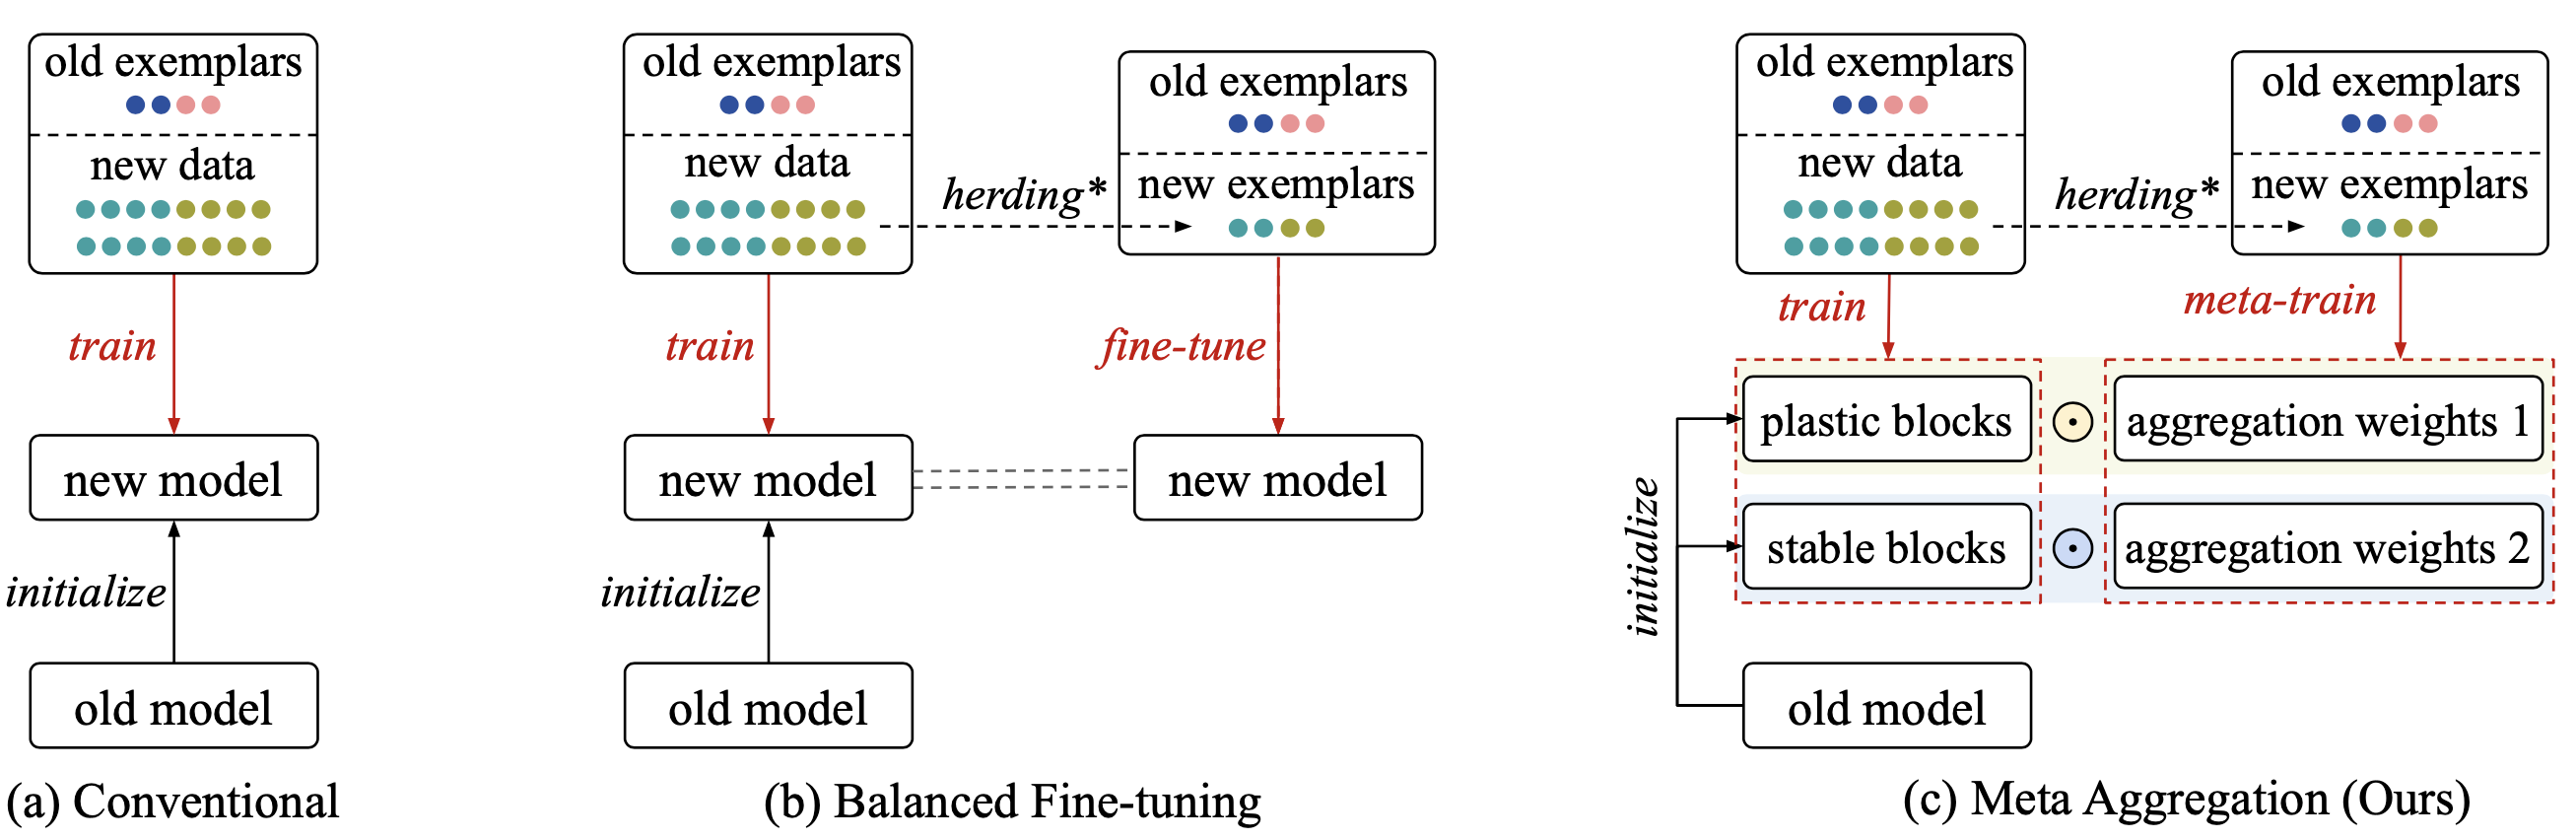 old exemplars
new data
train
new model
initialize
old model
(a) Conventional
old exemplars
new data
herding*
old exemplars
new exemplars
train
fine-tune
new model
new model
initialize
old model
(b) Balanced Fine-tuning
old exemplars
new data
herding*
old exemplars
new exemplars
train
meta-train
plastic blocks
aggregation weights 1
stable blocks
aggregation weights 2
initialize
old model
(c) Meta Aggregation (Ours)